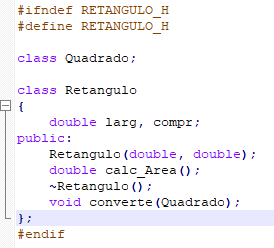 #ifndef RETANGULO_H
#define RETANGULO_H

class Quadrado;

class Retangulo
{
    double larg, compr;
public:
    Retangulo(double, double);
    double calc_Area();
    ~Retangulo();
    void converte(Quadrado);
};
#endif